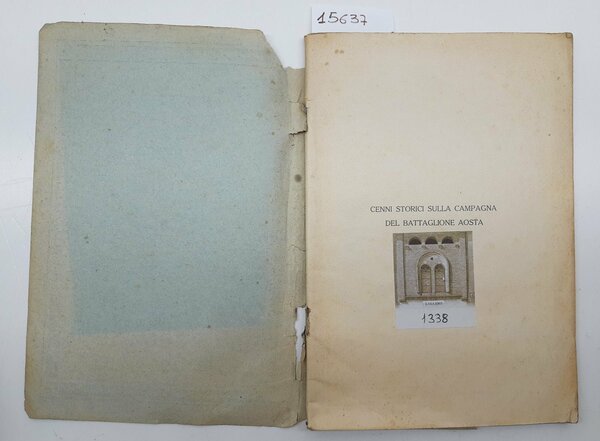 15637
CENNI STORICI SULLA CAMPAGNA
DEL BATTAGLIONE AOSTA
1338